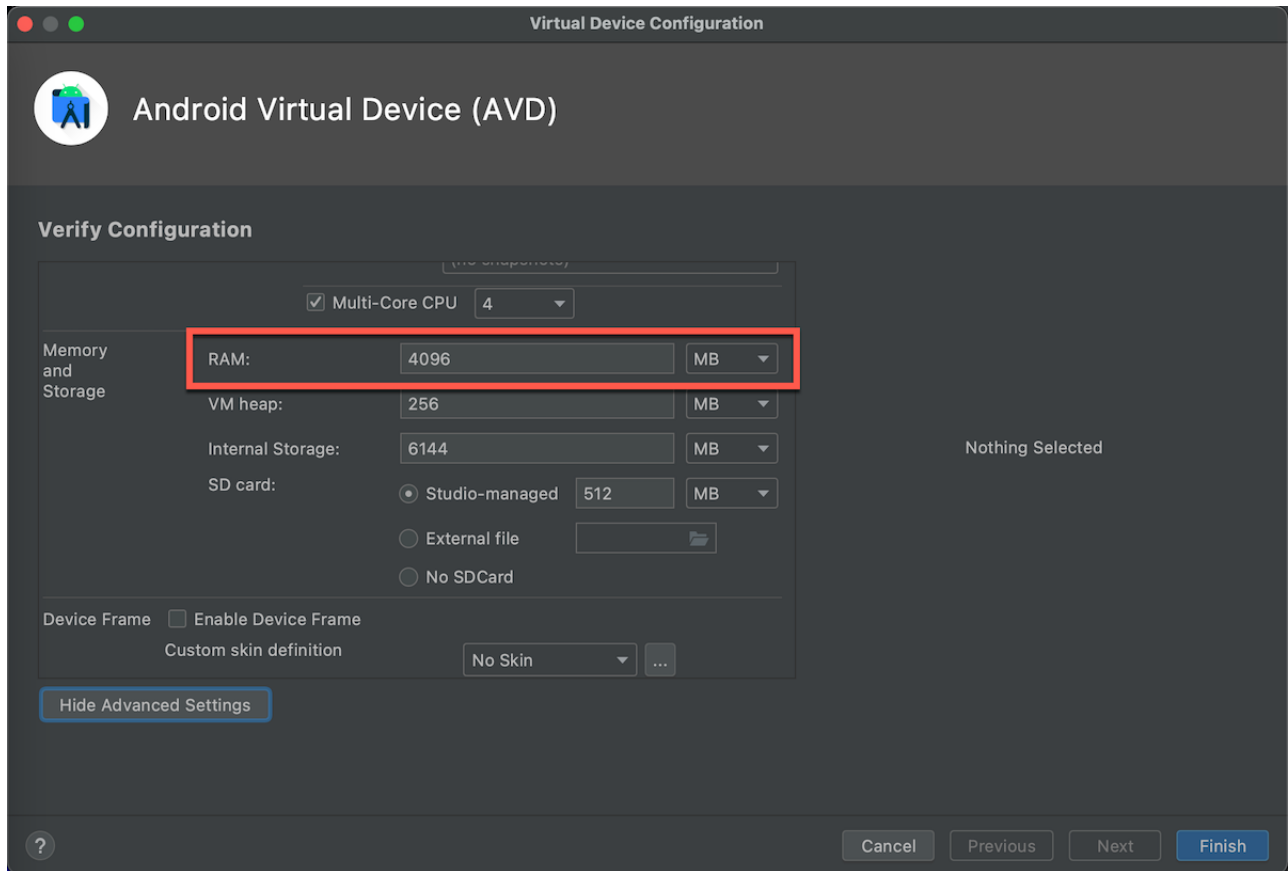 Virtual Device Configuration
Android Virtual Device (AVD)
Verify Configuration
(no snapshots)
Multi-Core CPU 4
Memory and Storage
RAM: 4096 MB
VM heap: 256 MB
Internal Storage: 6144 MB
SD card:
Studio-managed 512 MB
External file
No SDCard
Nothing Selected
Device Frame Enable Device Frame
Custom skin definition No Skin ...
Hide Advanced Settings
? Cancel Previous Next Finish